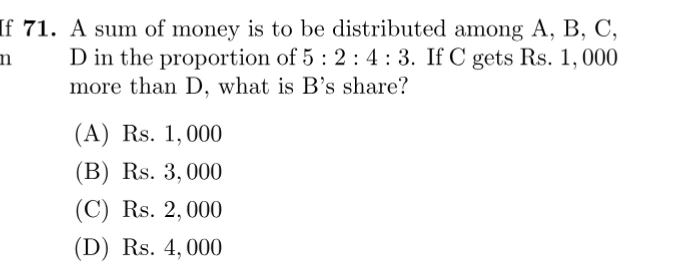 If 71. A sum of money is to be distributed among A, B, C,
n D in the proportion of 5 : 2 : 4 : 3. If C gets Rs. 1, 000
more than D, what is B's share?
(A) Rs. 1, 000
(B) Rs. 3, 000
(C) Rs. 2, 000
(D) Rs. 4, 000